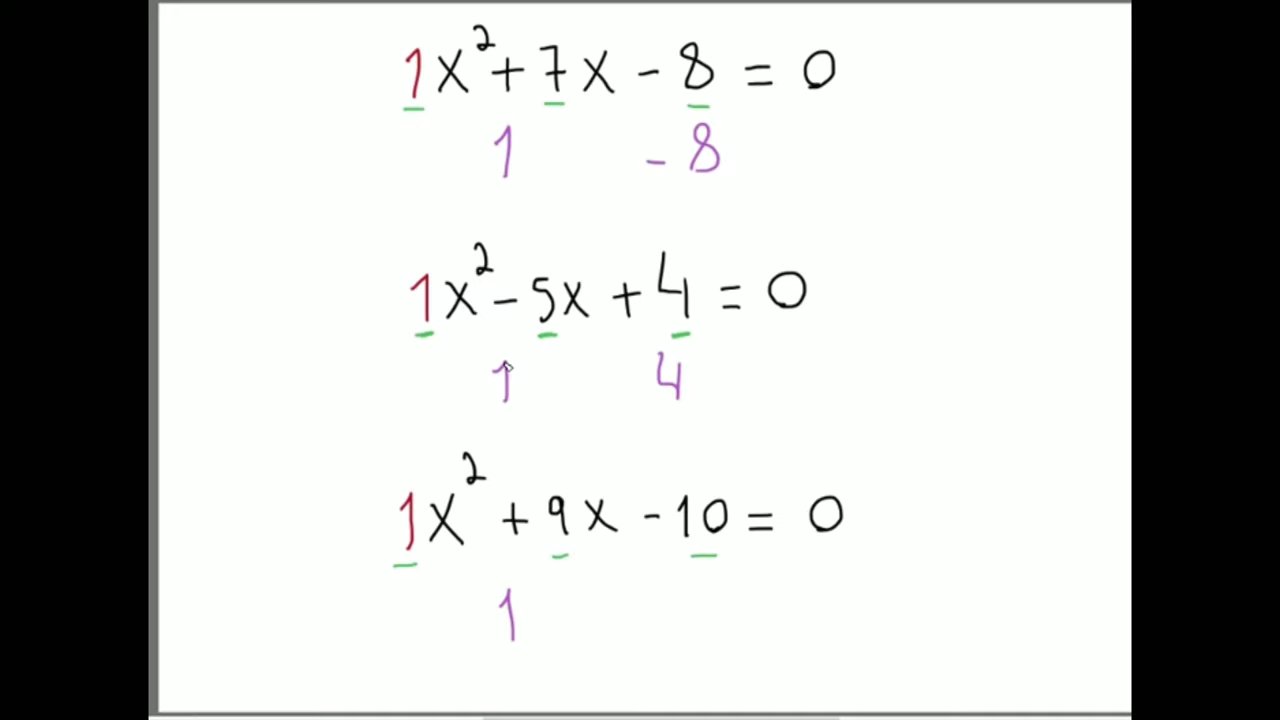 1x² + 7x - 8 = 0
1 - 8
1x² - 5x + 4 = 0
1 4
1x² + 9x - 10 = 0
1